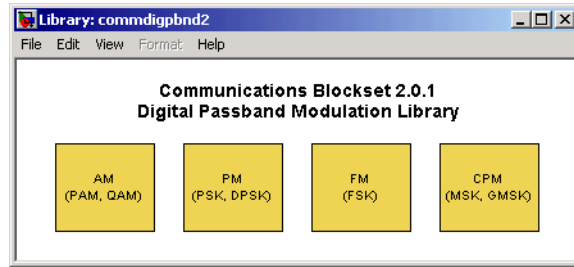 Library: commdigpbnd2
File Edit View Format Help
Communications Blockset 2.0.1
Digital Passband Modulation Library
AM
(PAM, QAM)
PM
(PSK, DPSK)
FM
(FSK)
CPM
(MSK, GMSK)